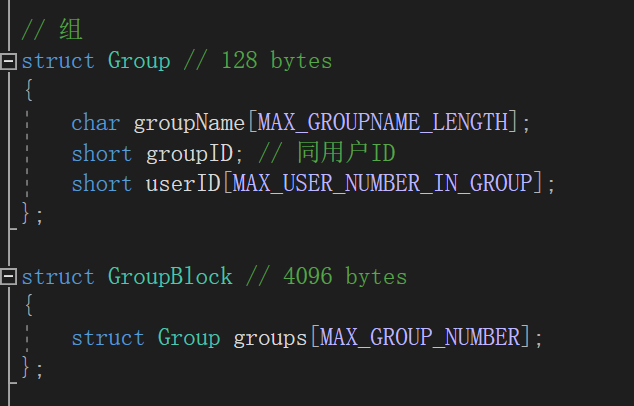 // 组
struct Group // 128 bytes
{
char groupName[MAX_GROUPNAME_LENGTH];
short groupID; // 同用户ID
short userID[MAX_USER_NUMBER_IN_GROUP];
};
struct GroupBlock // 4096 bytes
{
struct Group groups[MAX_GROUP_NUMBER];
};